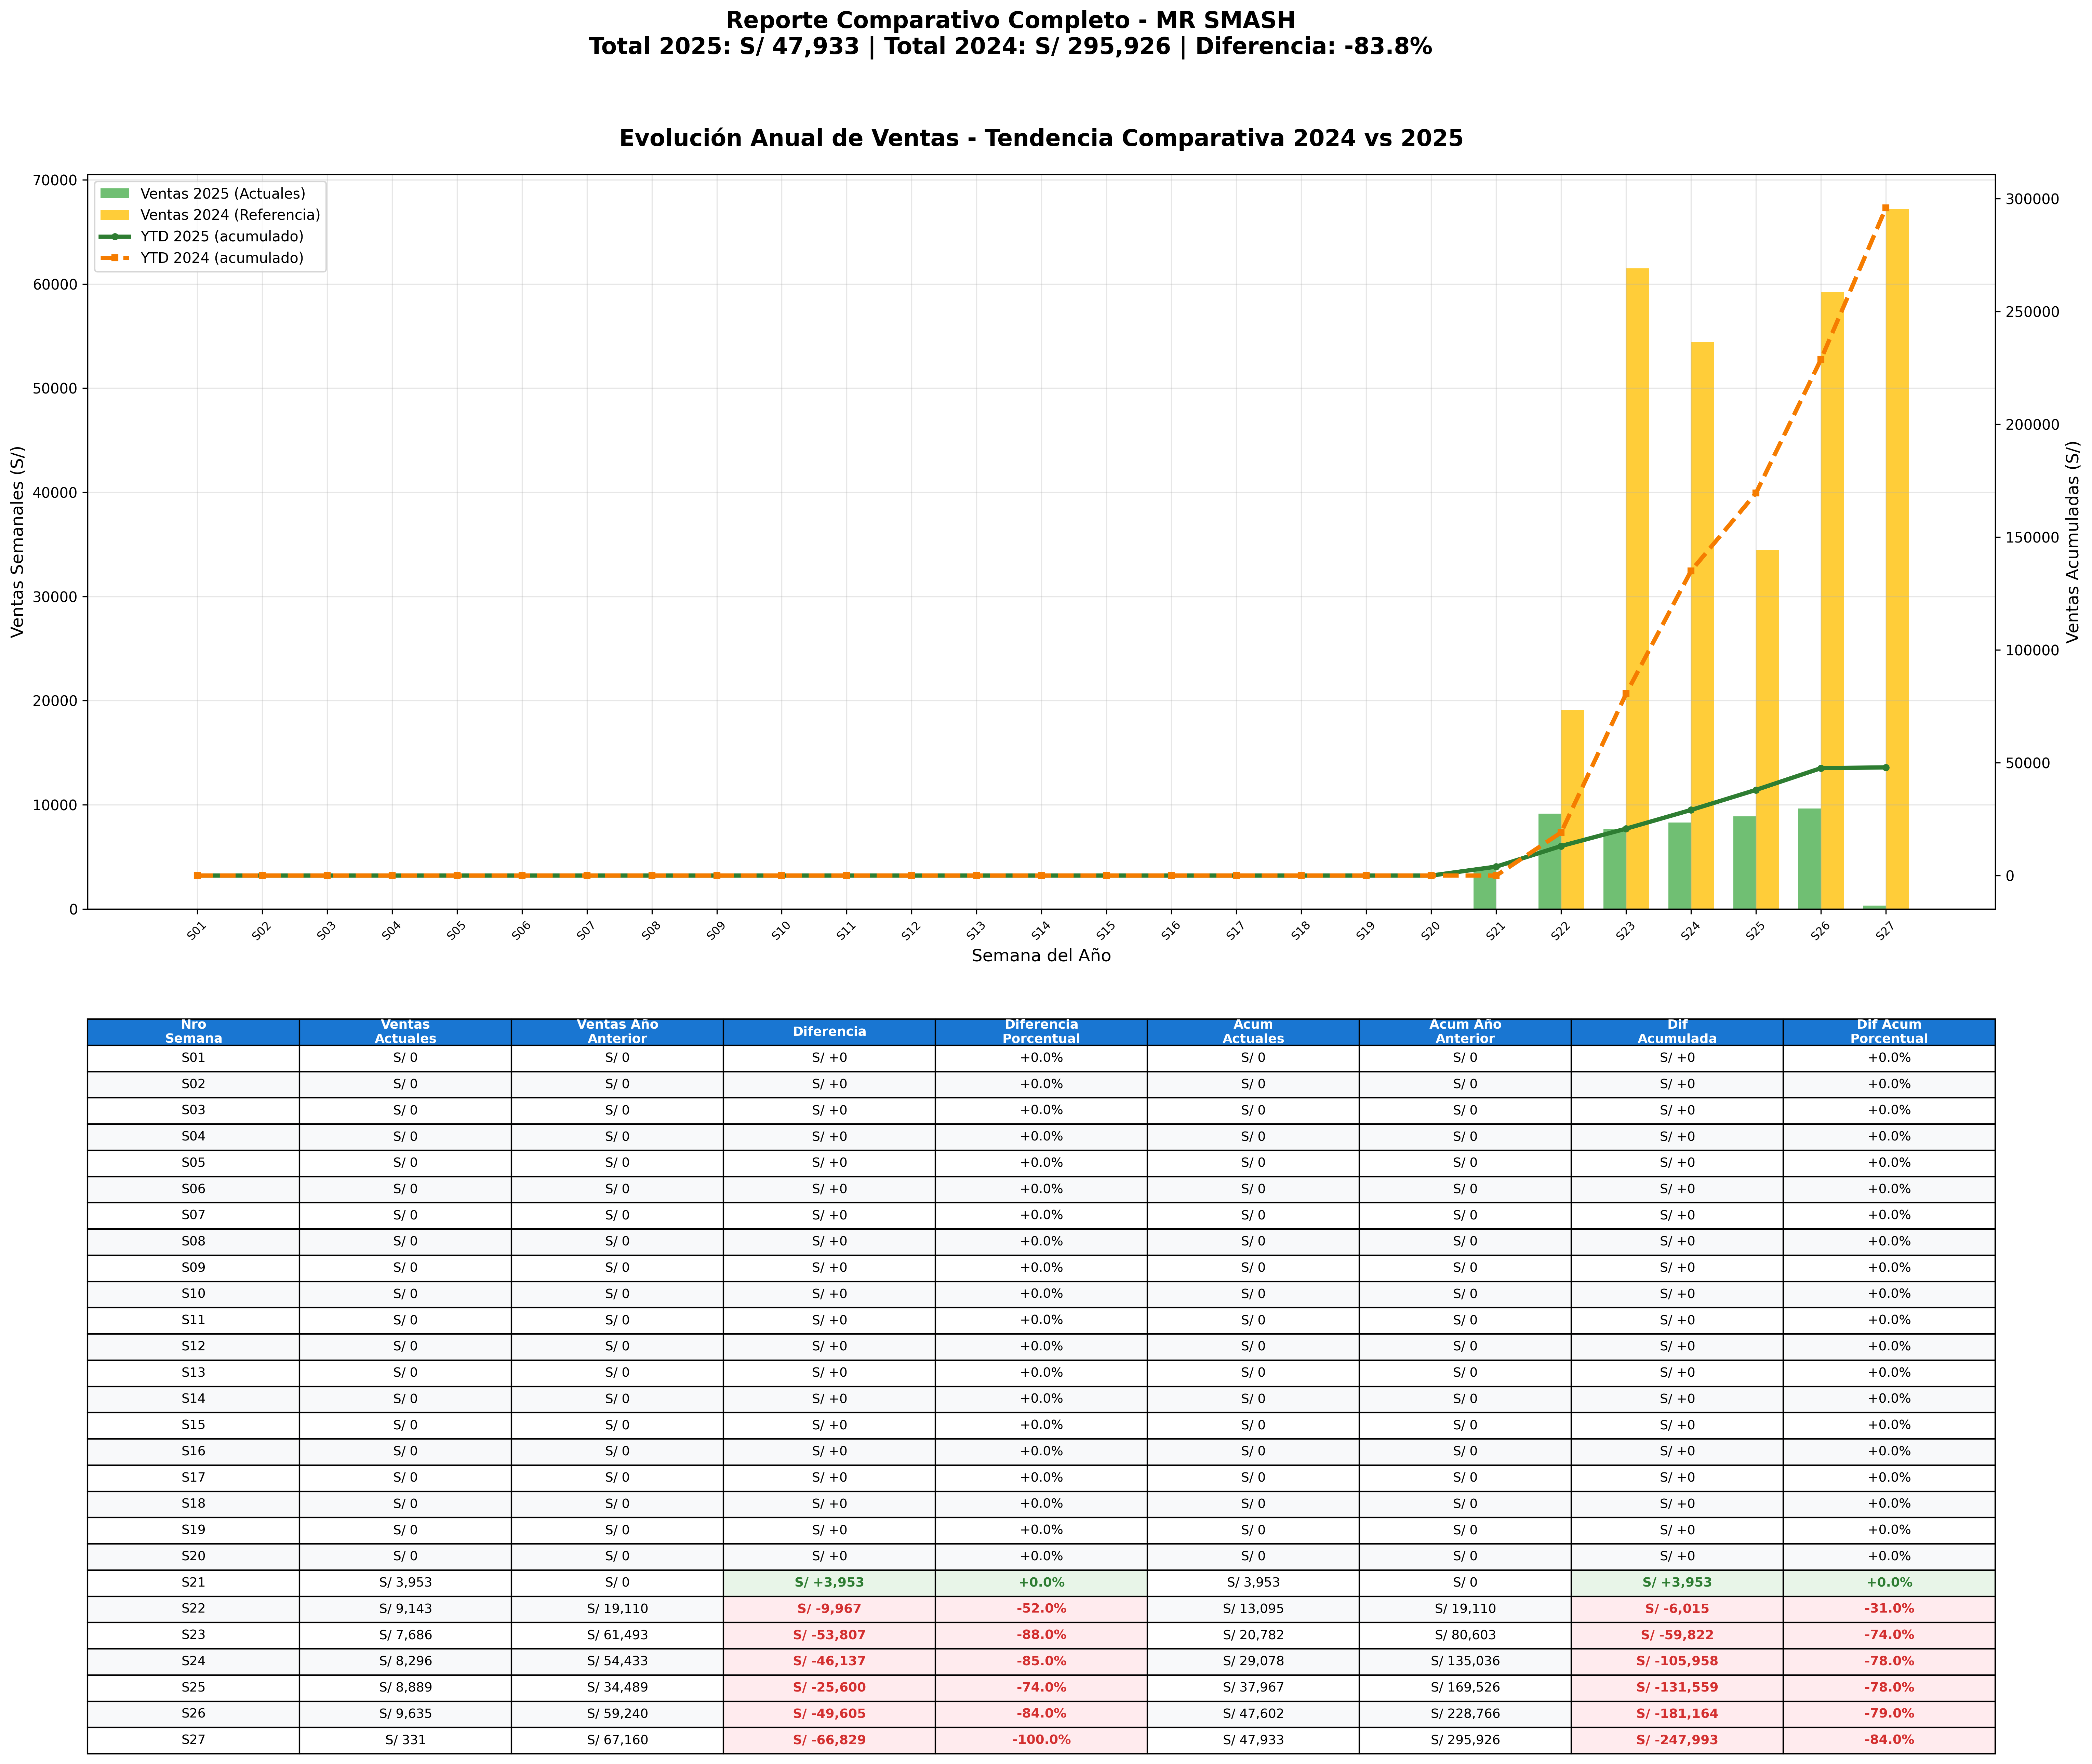 Reporte Comparativo Completo - MR SMASH
Total 2025: S/ 47,933 | Total 2024: S/ 295,926 | Diferencia: -83.8%
Evolución Anual de Ventas - Tendencia Comparativa 2024 vs 2025
Ventas 2025 (Actuales)
Ventas 2024 (Referencia)
YTD 2025 (acumulado)
YTD 2024 (acumulado)
Ventas Semanales (S/)
70000
60000
50000
40000
30000
20000
10000
0
Ventas Acumuladas (S/)
300000
250000
200000
150000
100000
50000
0
S01 S02 S03 S04 S05 S06 S07 S08 S09 S10 S11 S12 S13 S14 S15 S16 S17 S18 S19 S20 S21 S22 S23 S24 S25 S26 S27
Semana del Año
Nro Semana Ventas Actuales Ventas Año Anterior Diferencia Diferencia Porcentual Acum Actuales Acum Año Anterior Dif Acumulada Dif Acum Porcentual
S01 S/ 0 S/ 0 S/ +0 +0.0% S/ 0 S/ 0 S/ +0 +0.0%
S02 S/ 0 S/ 0 S/ +0 +0.0% S/ 0 S/ 0 S/ +0 +0.0%
S03 S/ 0 S/ 0 S/ +0 +0.0% S/ 0 S/ 0 S/ +0 +0.0%
S04 S/ 0 S/ 0 S/ +0 +0.0% S/ 0 S/ 0 S/ +0 +0.0%
S05 S/ 0 S/ 0 S/ +0 +0.0% S/ 0 S/ 0 S/ +0 +0.0%
S06 S/ 0 S/ 0 S/ +0 +0.0% S/ 0 S/ 0 S/ +0 +0.0%
S07 S/ 0 S/ 0 S/ +0 +0.0% S/ 0 S/ 0 S/ +0 +0.0%
S08 S/ 0 S/ 0 S/ +0 +0.0% S/ 0 S/ 0 S/ +0 +0.0%
S09 S/ 0 S/ 0 S/ +0 +0.0% S/ 0 S/ 0 S/ +0 +0.0%
S10 S/ 0 S/ 0 S/ +0 +0.0% S/ 0 S/ 0 S/ +0 +0.0%
S11 S/ 0 S/ 0 S/ +0 +0.0% S/ 0 S/ 0 S/ +0 +0.0%
S12 S/ 0 S/ 0 S/ +0 +0.0% S/ 0 S/ 0 S/ +0 +0.0%
S13 S/ 0 S/ 0 S/ +0 +0.0% S/ 0 S/ 0 S/ +0 +0.0%
S14 S/ 0 S/ 0 S/ +0 +0.0% S/ 0 S/ 0 S/ +0 +0.0%
S15 S/ 0 S/ 0 S/ +0 +0.0% S/ 0 S/ 0 S/ +0 +0.0%
S16 S/ 0 S/ 0 S/ +0 +0.0% S/ 0 S/ 0 S/ +0 +0.0%
S17 S/ 0 S/ 0 S/ +0 +0.0% S/ 0 S/ 0 S/ +0 +0.0%
S18 S/ 0 S/ 0 S/ +0 +0.0% S/ 0 S/ 0 S/ +0 +0.0%
S19 S/ 0 S/ 0 S/ +0 +0.0% S/ 0 S/ 0 S/ +0 +0.0%
S20 S/ 0 S/ 0 S/ +0 +0.0% S/ 0 S/ 0 S/ +0 +0.0%
S21 S/ 3,953 S/ 0 S/ +3,953 +0.0% S/ 3,953 S/ 0 S/ +3,953 +0.0%
S22 S/ 9,143 S/ 19,110 S/ -9,967 -52.0% S/ 13,095 S/ 19,110 S/ -6,015 -31.0%
S23 S/ 7,686 S/ 61,493 S/ -53,807 -88.0% S/ 20,782 S/ 80,603 S/ -59,822 -74.0%
S24 S/ 8,296 S/ 54,433 S/ -46,137 -85.0% S/ 29,078 S/ 135,036 S/ -105,958 -78.0%
S25 S/ 8,889 S/ 34,489 S/ -25,600 -74.0% S/ 37,967 S/ 169,526 S/ -131,559 -78.0%
S26 S/ 9,635 S/ 59,240 S/ -49,605 -84.0% S/ 47,602 S/ 228,766 S/ -181,164 -79.0%
S27 S/ 331 S/ 67,160 S/ -66,829 -100.0% S/ 47,933 S/ 295,926 S/ -247,993 -84.0%